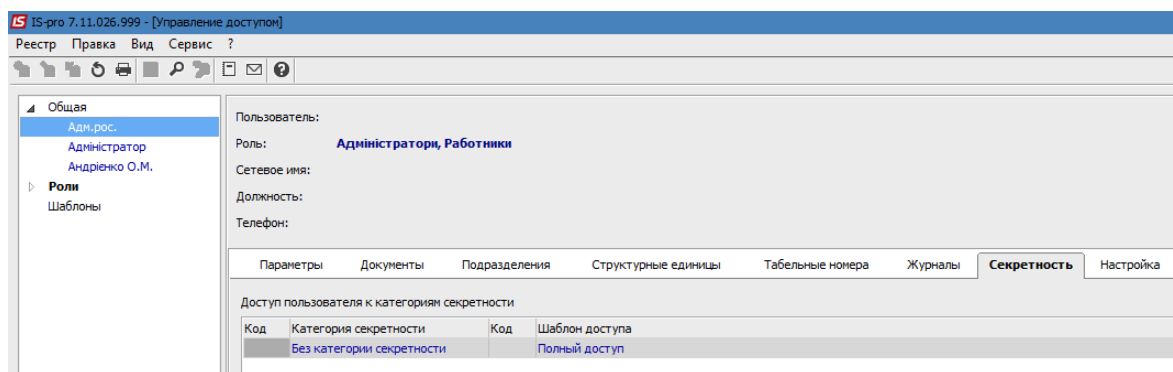 IS-pro 7.11.026.999 - [Управление доступом]
Реестр Правка Вид Сервис ?
Общая
Адм.рос.
Адміністратор
Андрієнко О.М.
Роли
Шаблоны
Пользователь:
Роль: Адміністратори, Работники
Сетевое имя:
Должность:
Телефон:
Параметры Документы Подразделения Структурные единицы Табельные номера Журналы Секретность Настройка
Доступ пользователя к категориям секретности
Код Категория секретности Код Шаблон доступа
Без категории секретности Полный доступ